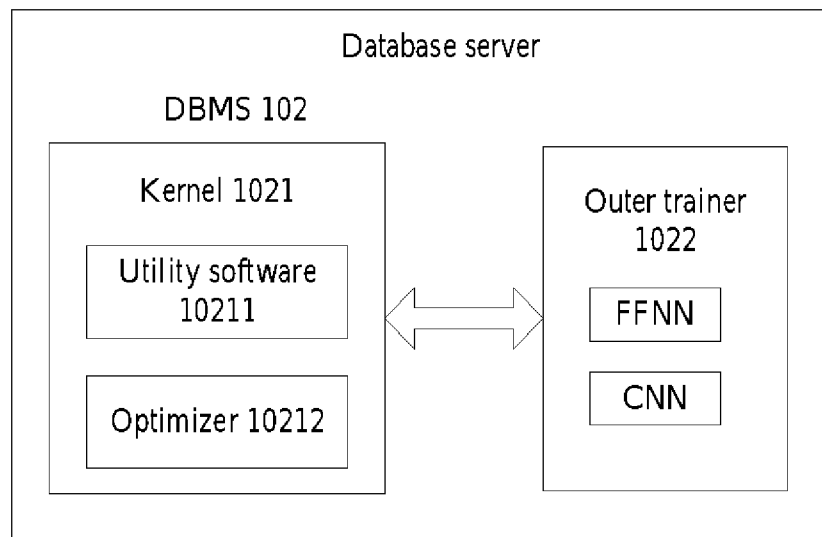 Database server
DBMS 102
Kernel 1021
Utility software
10211
Optimizer 10212
Outer trainer
1022
FFNN
CNN